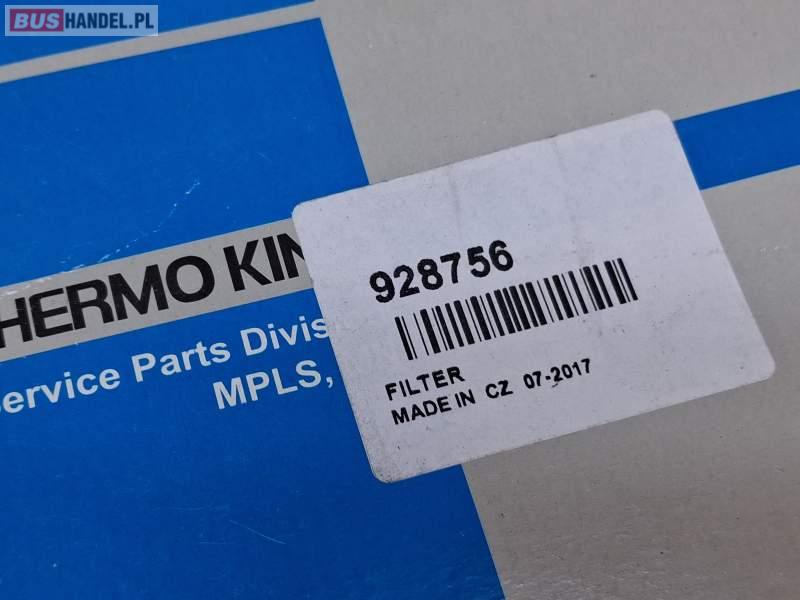 BUSHANDEL.PL
HERMO KIN
ervice Parts Divis
MPLS,
928756
FILTER
MADE IN CZ 07-2017